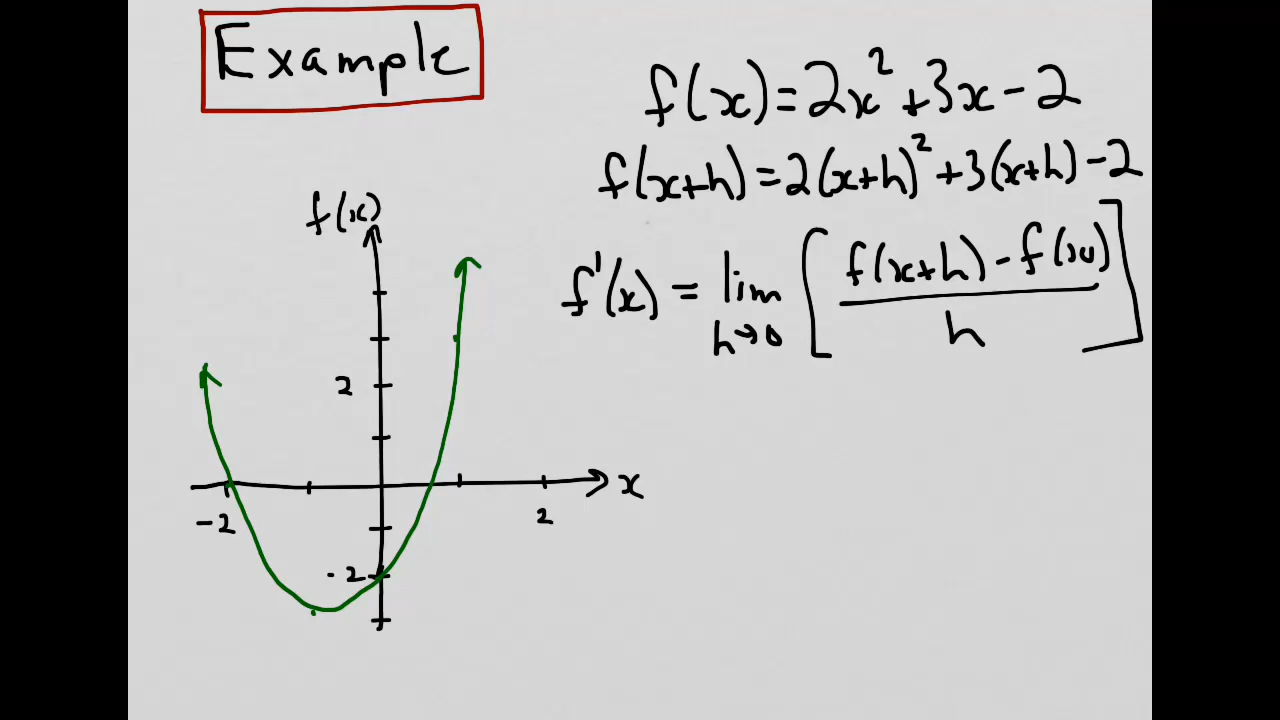 Example
f(x)=2x²+3x-2
f(x+h)=2(x+h)²+3(x+h)-2
f'(x) = lim h→0 [ f(x+h)-f(x) / h ]
f(x)
2
x
-2
2
-2